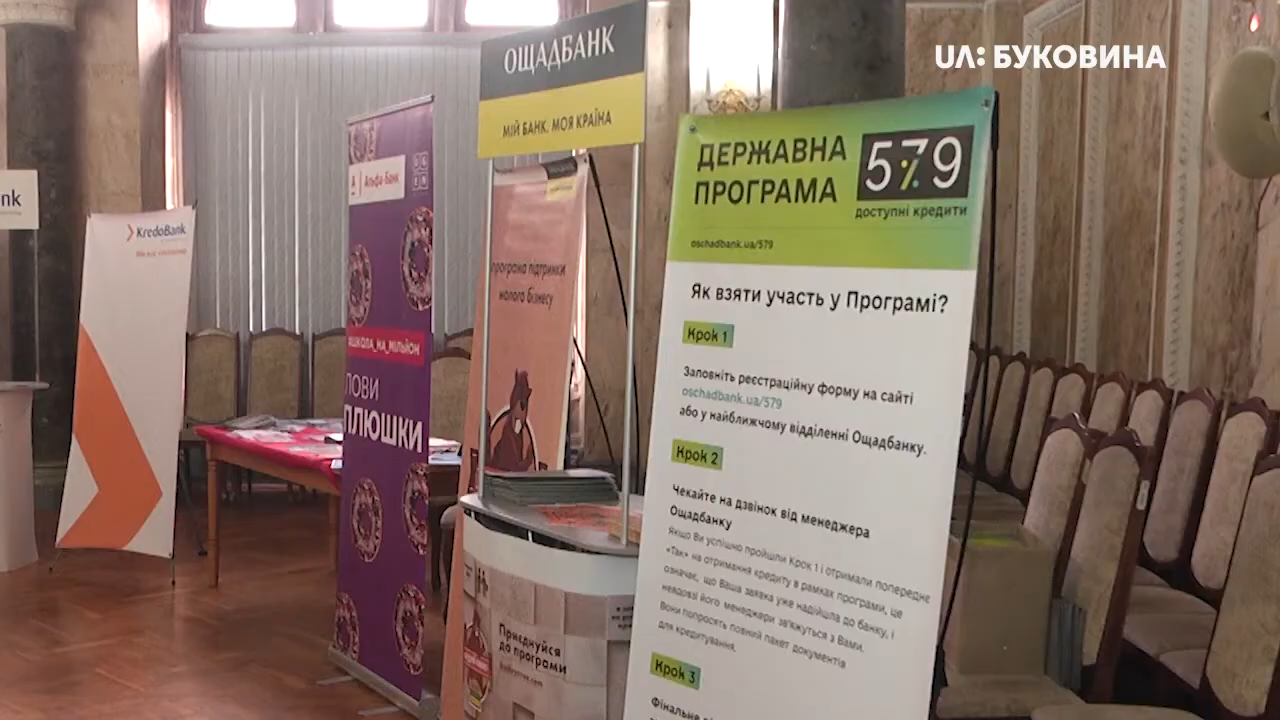 UA: БУКОВИНА
nk
KredoBank
А Альфа-Банк
ШКОЛА_НА_МІЛЬЙОН
ЛОВИ
ПЛЮШКИ
ОЩАДБАНК
МІЙ БАНК. МОЯ КРАЇНА
програма підтримки
малого бізнесу
Приєднуйся
до програми
ДЕРЖАВНА
ПРОГРАМА
5%7%9
доступні кредити
oschadbank.ua/579
Як взяти участь у Програмі?
Крок 1
Заповніть реєстраційну форму на сайті
oschadbank.ua/579
або у найближчому відділенні Ощадбанку.
Крок 2
Чекайте на дзвінок від менеджера
Ощадбанку
Якщо Ви успішно пройшли Крок 1 і отримали попереднє
«Так» на отримання кредиту в рамках програми, це
означає, що Ваша заявка уже надійшла до банку, і
невдовзі його менеджери зв'яжуться з Вами.
Вони попросять повний пакет документів
для кредитування.
Крок 3